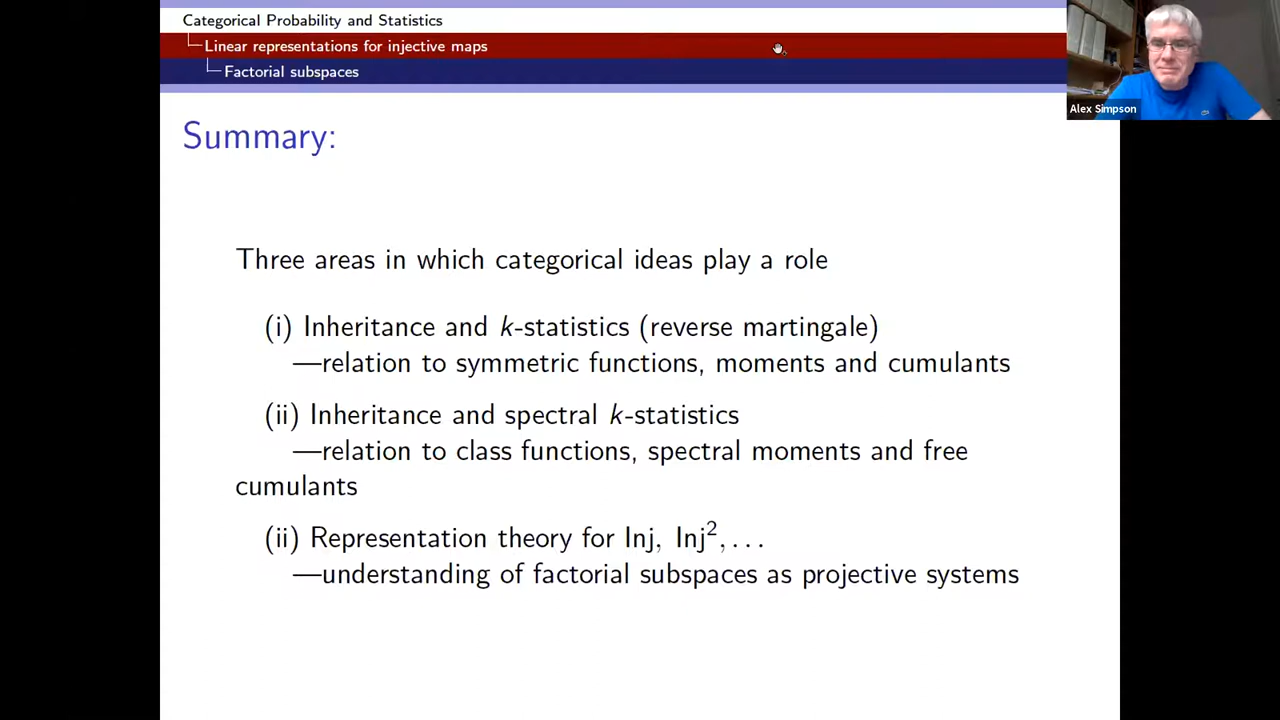 Categorical Probability and Statistics
Linear representations for injective maps
Factorial subspaces
Alex Simpson
Summary:
Three areas in which categorical ideas play a role
(i) Inheritance and k-statistics (reverse martingale)
—relation to symmetric functions, moments and cumulants
(ii) Inheritance and spectral k-statistics
—relation to class functions, spectral moments and free
cumulants
(ii) Representation theory for Inj, Inj², . . .
—understanding of factorial subspaces as projective systems